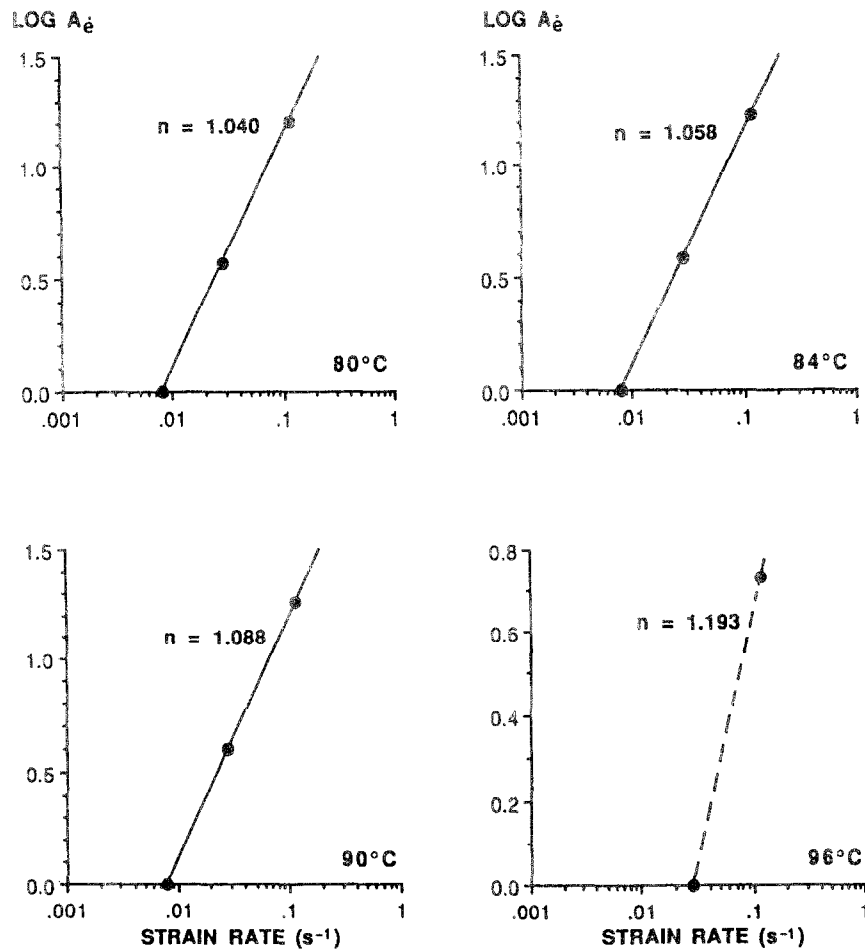 LOG Aė
1.5
1.0
0.5
0.0
n = 1.040
80°C
.001 .01 .1 1
LOG Aė
1.5
1.0
0.5
0.0
n = 1.058
84°C
.001 .01 .1 1
1.5
1.0
0.5
0.0
n = 1.088
90°C
.001 .01 .1 1
STRAIN RATE (s⁻¹)
0.8
0.6
0.4
0.2
0.0
n = 1.193
96°C
.001 .01 .1 1
STRAIN RATE (s⁻¹)